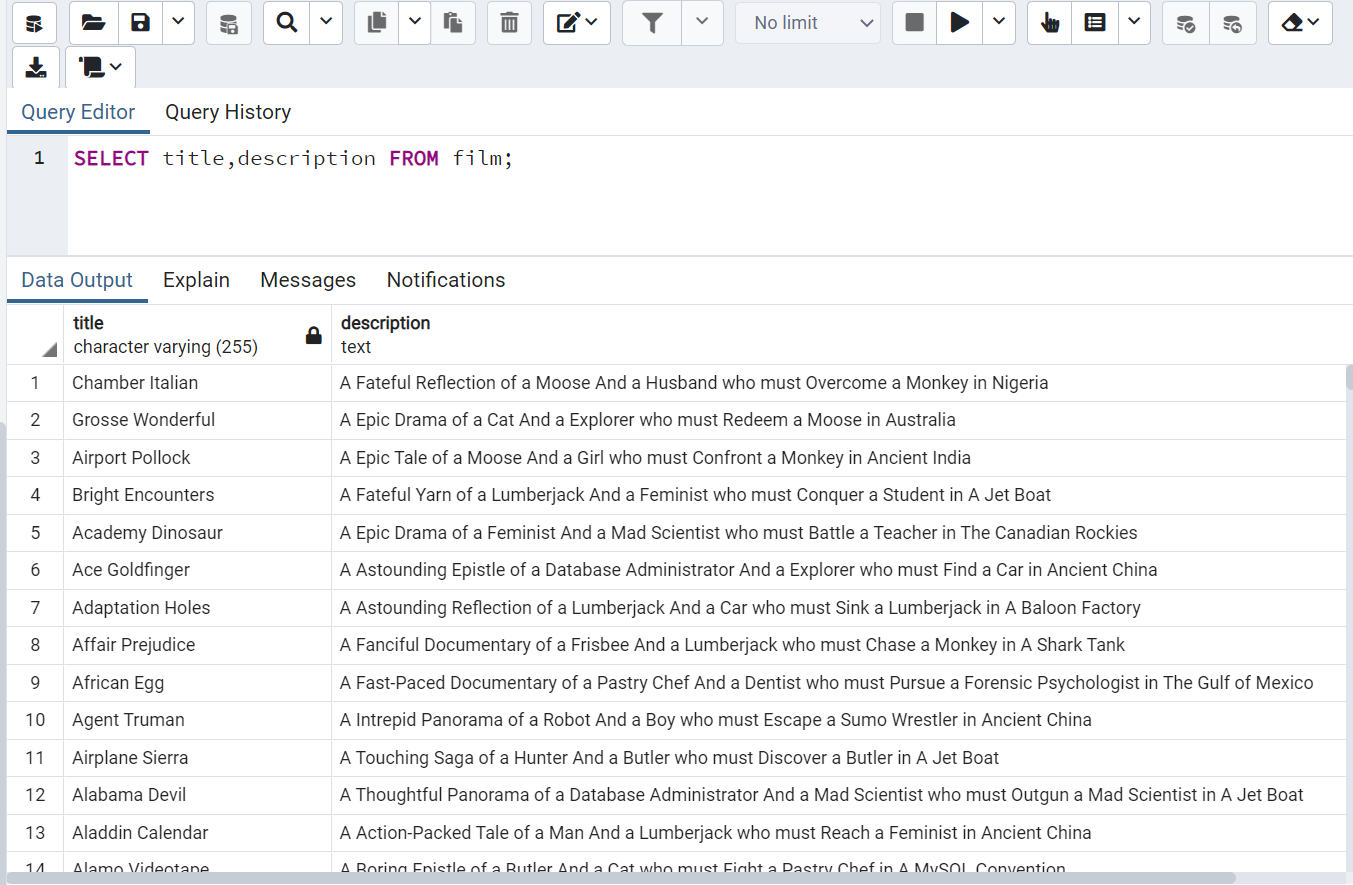 No limit
Query Editor Query History
1 SELECT title,description FROM film;
Data Output Explain Messages Notifications
title description
character varying (255) text
1 Chamber Italian A Fateful Reflection of a Moose And a Husband who must Overcome a Monkey in Nigeria
2 Grosse Wonderful A Epic Drama of a Cat And a Explorer who must Redeem a Moose in Australia
3 Airport Pollock A Epic Tale of a Moose And a Girl who must Confront a Monkey in Ancient India
4 Bright Encounters A Fateful Yarn of a Lumberjack And a Feminist who must Conquer a Student in A Jet Boat
5 Academy Dinosaur A Epic Drama of a Feminist And a Mad Scientist who must Battle a Teacher in The Canadian Rockies
6 Ace Goldfinger A Astounding Epistle of a Database Administrator And a Explorer who must Find a Car in Ancient China
7 Adaptation Holes A Astounding Reflection of a Lumberjack And a Car who must Sink a Lumberjack in A Baloon Factory
8 Affair Prejudice A Fanciful Documentary of a Frisbee And a Lumberjack who must Chase a Monkey in A Shark Tank
9 African Egg A Fast-Paced Documentary of a Pastry Chef And a Dentist who must Pursue a Forensic Psychologist in The Gulf of Mexico
10 Agent Truman A Intrepid Panorama of a Robot And a Boy who must Escape a Sumo Wrestler in Ancient China
11 Airplane Sierra A Touching Saga of a Hunter And a Butler who must Discover a Butler in A Jet Boat
12 Alabama Devil A Thoughtful Panorama of a Database Administrator And a Mad Scientist who must Outgun a Mad Scientist in A Jet Boat
13 Aladdin Calendar A Action-Packed Tale of a Man And a Lumberjack who must Reach a Feminist in Ancient China
14 Alamo Videotape A Boring Epistle of a Butler And a Cat who must Fight a Pastry Chef in A MySQL Convention